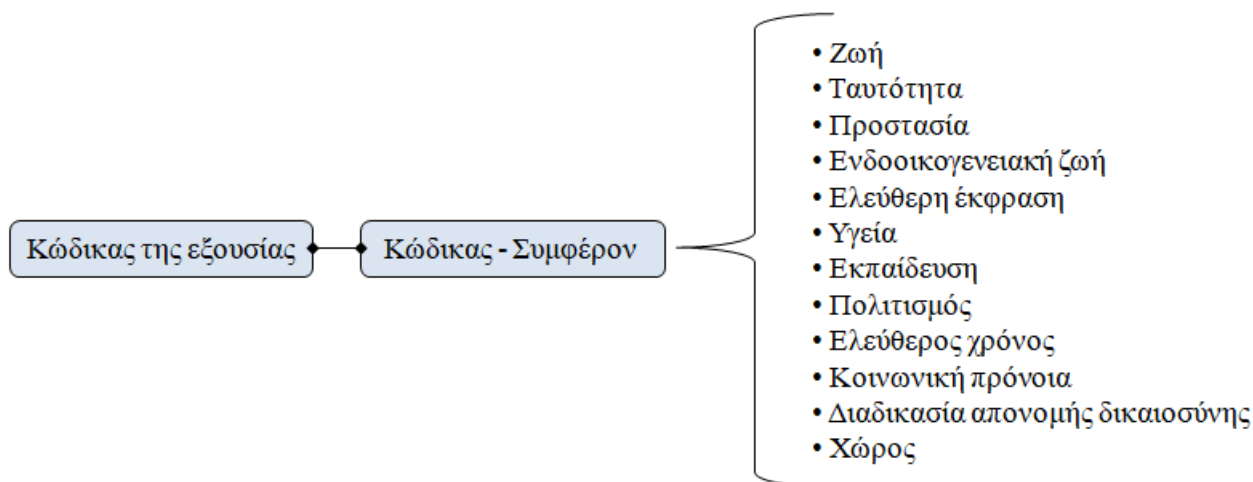 Κώδικας της εξουσίας
Κώδικας - Συμφέρον
• Ζωή
• Ταυτότητα
• Προστασία
• Ενδοοικογενειακή ζωή
• Ελεύθερη έκφραση
• Υγεία
• Εκπαίδευση
• Πολιτισμός
• Ελεύθερος χρόνος
• Κοινωνική πρόνοια
• Διαδικασία απονομής δικαιοσύνης
• Χώρος